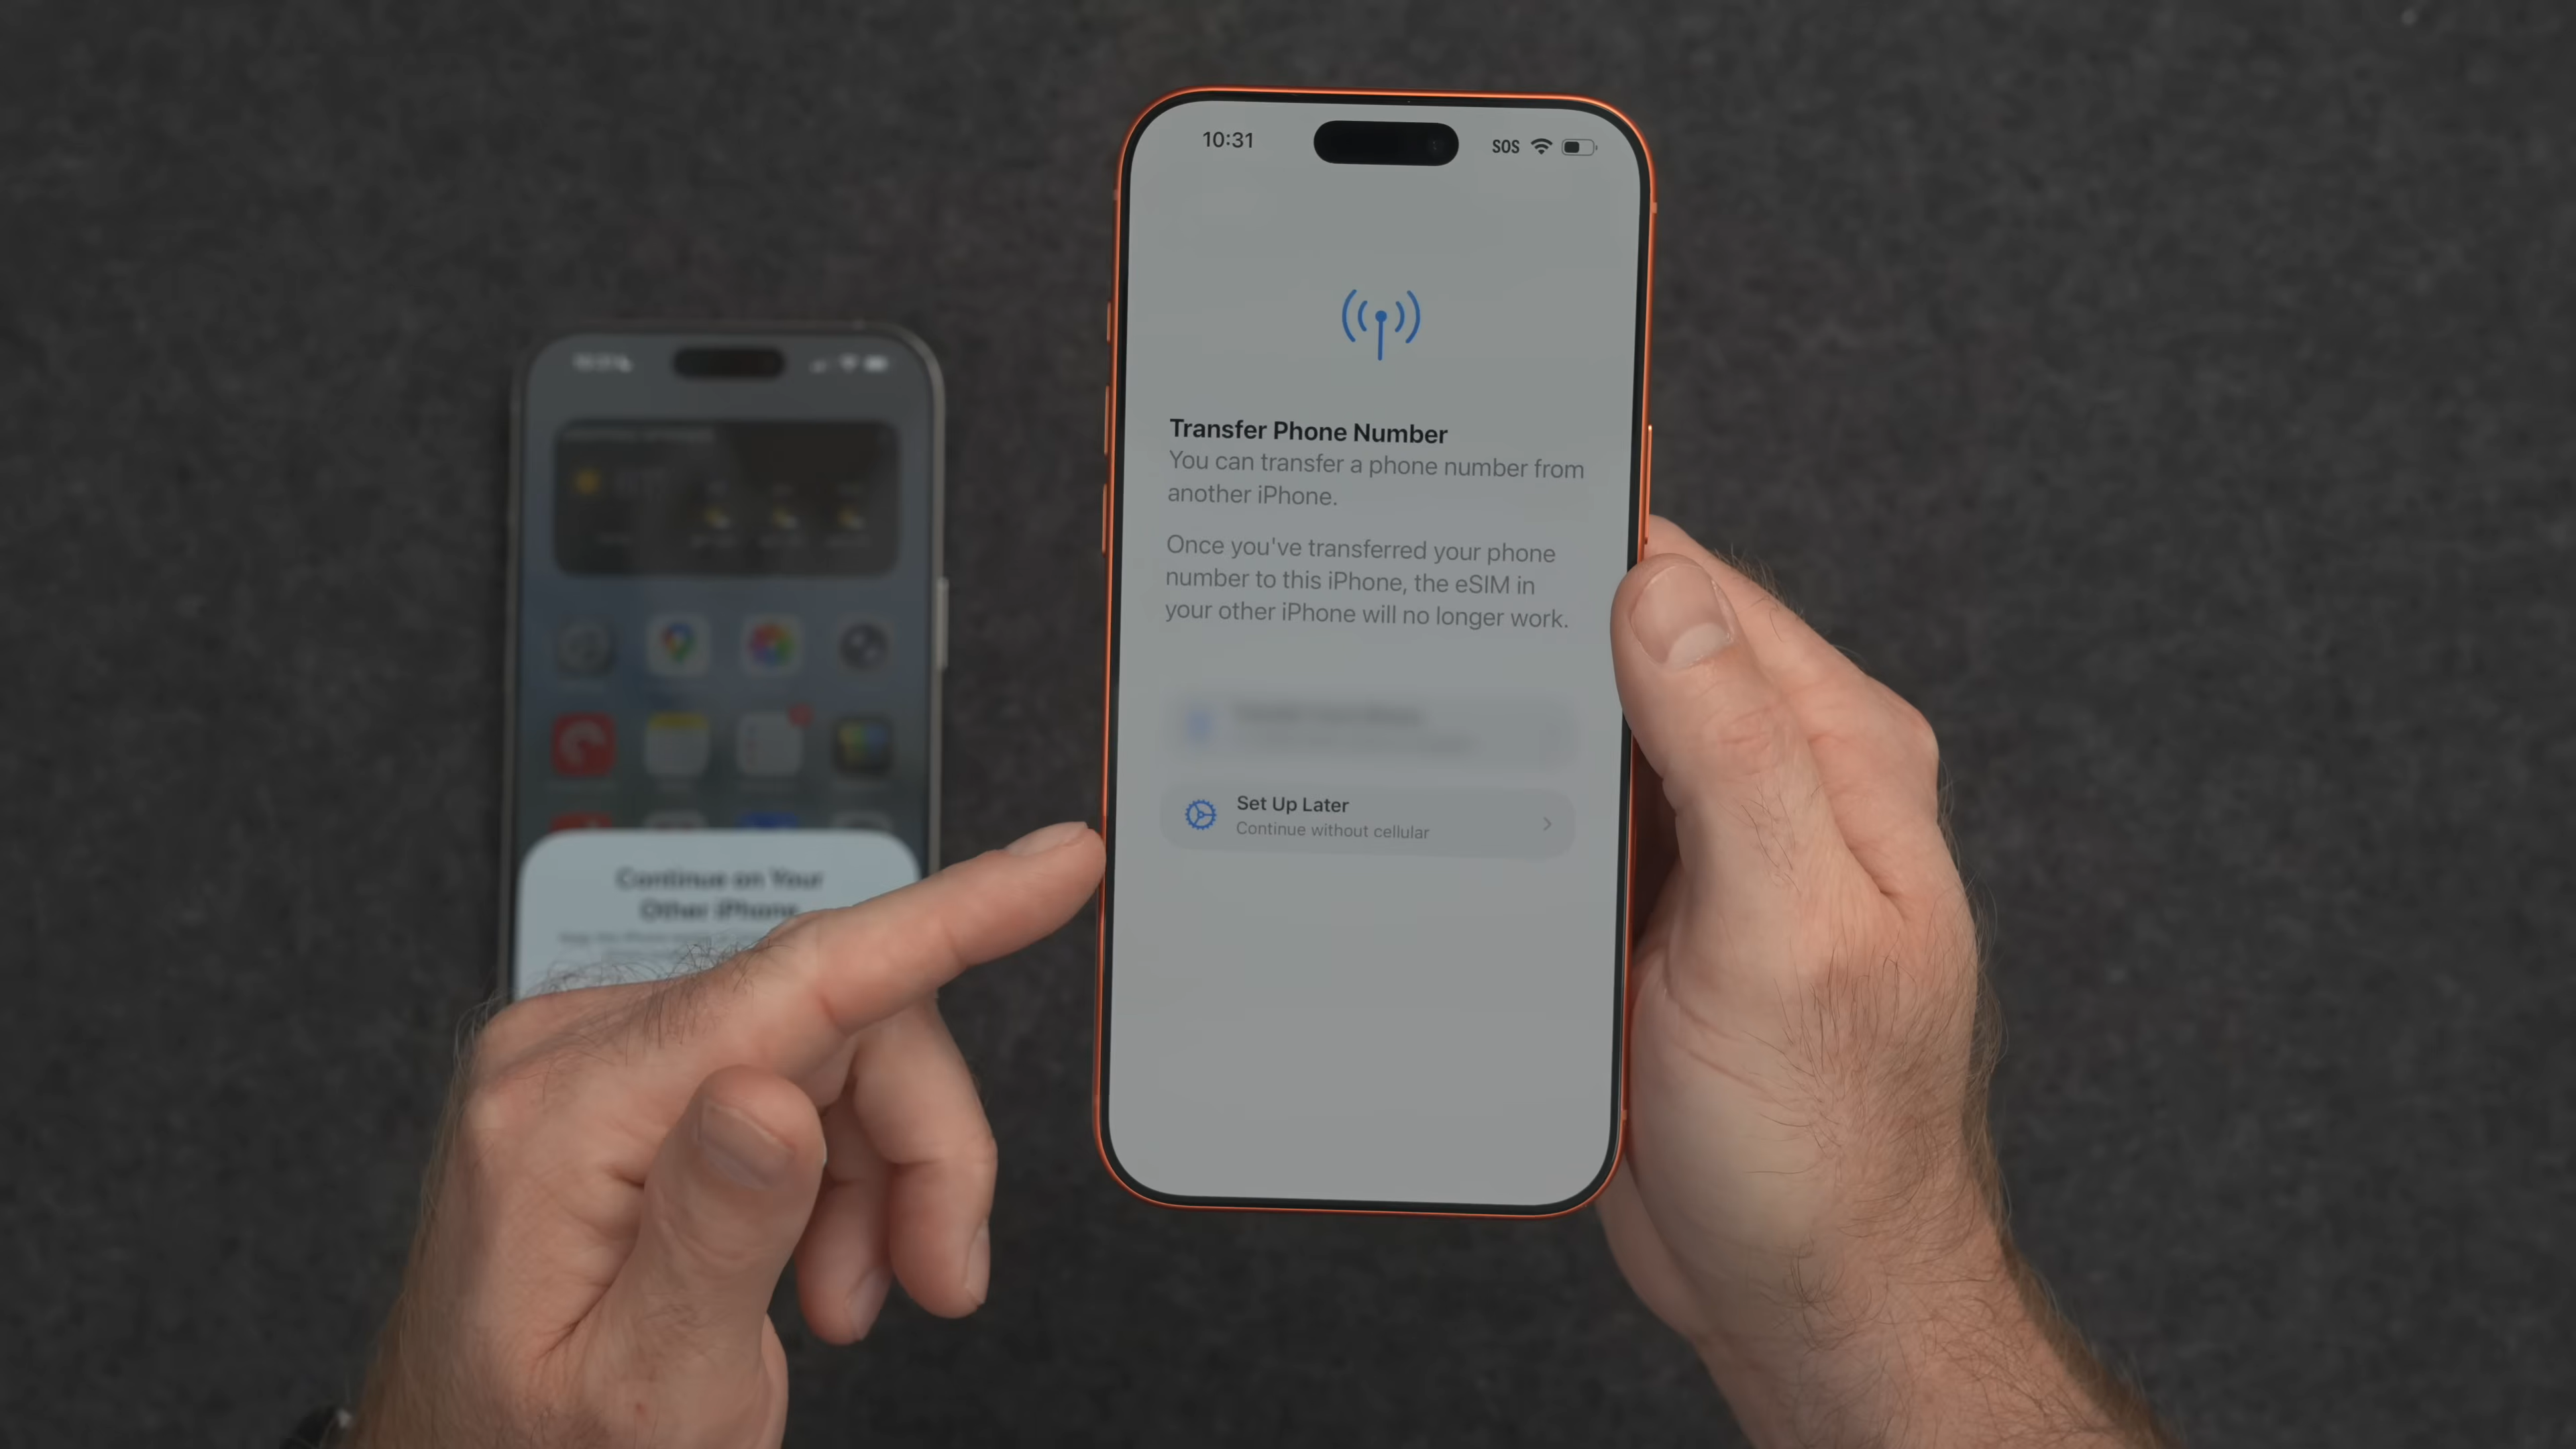 10:31
SOS
Transfer Phone Number
You can transfer a phone number from
another iPhone.
Once you've transferred your phone
number to this iPhone, the eSIM in
your other iPhone will no longer work.
Set Up Later
Continue without cellular
Continue on Your
Other iPhone